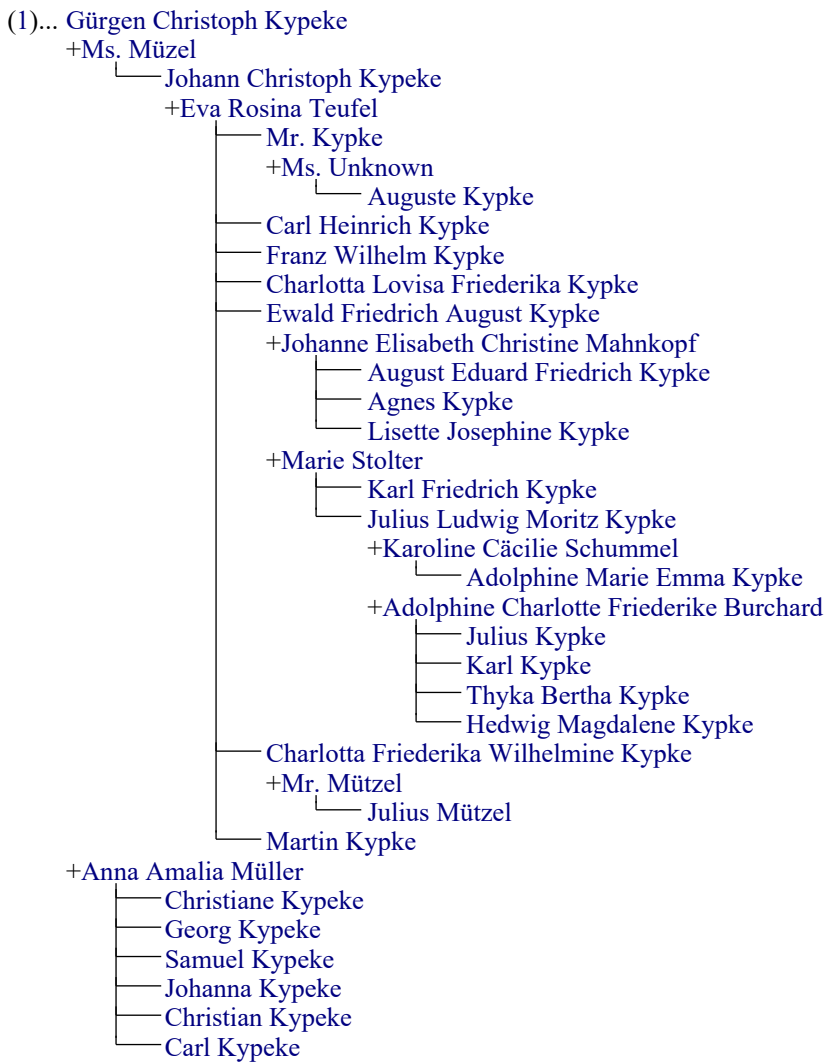 (1)... Gürgen Christoph Kypeke
+Ms. Müzel
Johann Christoph Kypeke
+Eva Rosina Teufel
Mr. Kypke
+Ms. Unknown
Auguste Kypke
Carl Heinrich Kypke
Franz Wilhelm Kypke
Charlotta Lovisa Friederika Kypke
Ewald Friedrich August Kypke
+Johanne Elisabeth Christine Mahnkopf
August Eduard Friedrich Kypke
Agnes Kypke
Lisette Josephine Kypke
+Marie Stolter
Karl Friedrich Kypke
Julius Ludwig Moritz Kypke
+Karoline Cäcilie Schummel
Adolphine Marie Emma Kypke
+Adolphine Charlotte Friederike Burchard
Julius Kypke
Karl Kypke
Thyka Bertha Kypke
Hedwig Magdalene Kypke
Charlotta Friederika Wilhelmine Kypke
+Mr. Mützel
Julius Mützel
Martin Kypke
+Anna Amalia Müller
Christiane Kypeke
Georg Kypeke
Samuel Kypeke
Johanna Kypeke
Christian Kypeke
Carl Kypeke